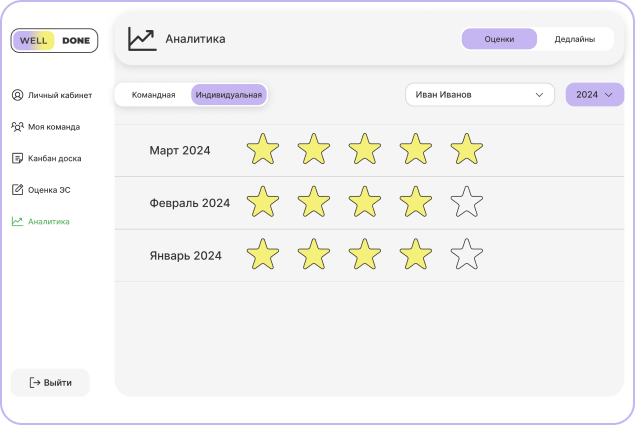 WELL DONE
Аналитика
Оценки
Дедлайны
Личный кабинет
Моя команда
Канбан доска
Оценка ЭС
Аналитика
Командная
Индивидуальная
Иван Иванов
2024
Март 2024
Февраль 2024
Январь 2024
Выйти